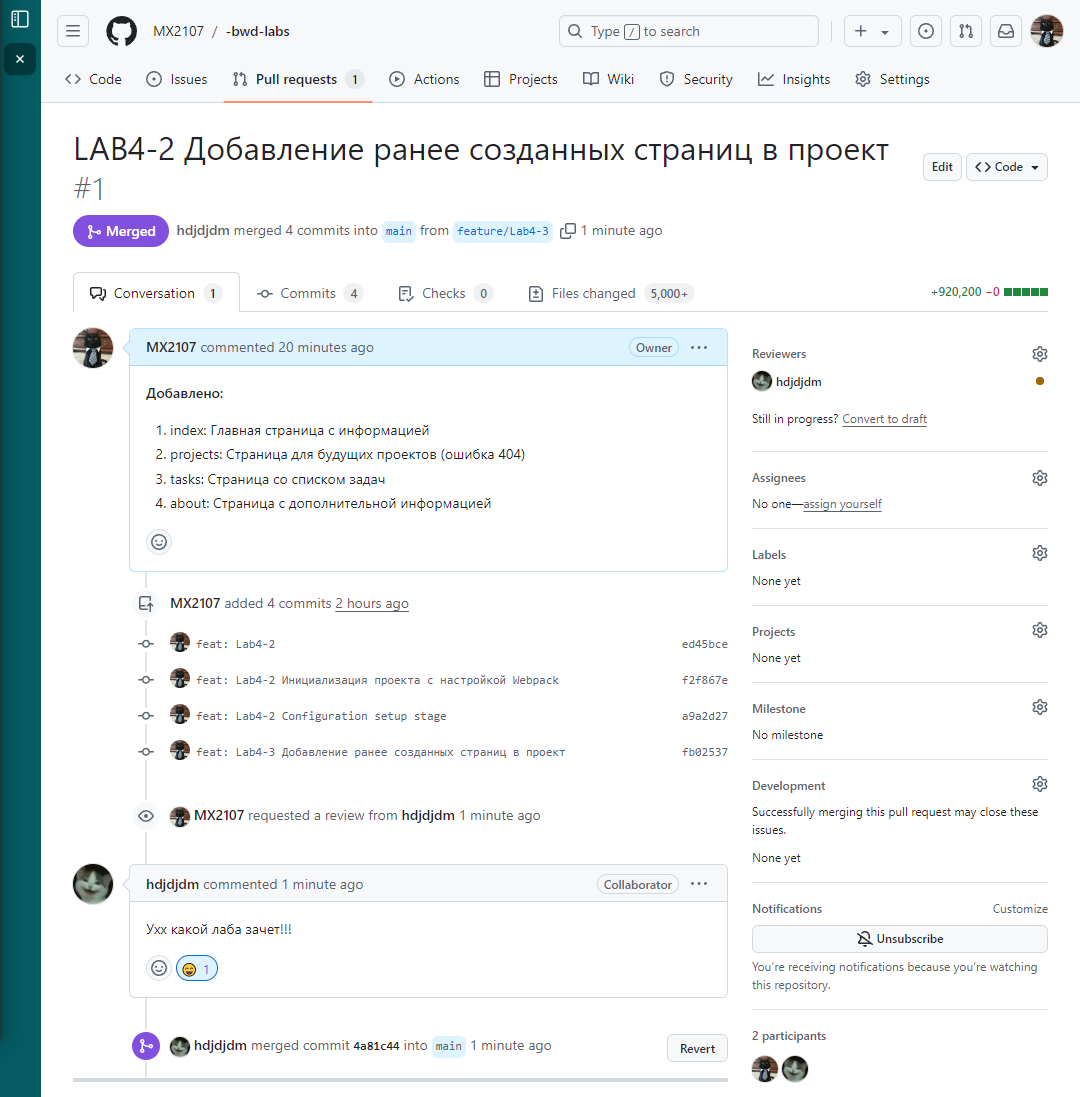 MX2107 / -bwd-labs
Type / to search
Code
Issues
Pull requests 1
Actions
Projects
Wiki
Security
Insights
Settings
LAB4-2 Добавление ранее созданных страниц в проект
#1
Edit
Code
Merged
hdjdjdm merged 4 commits into main from feature/Lab4-3 1 minute ago
Conversation 1
Commits 4
Checks 0
Files changed 5,000+
+920,200 −0
MX2107 commented 20 minutes ago
Owner
Добавлено:
1. index: Главная страница с информацией
2. projects: Страница для будущих проектов (ошибка 404)
3. tasks: Страница со списком задач
4. about: Страница с дополнительной информацией
MX2107 added 4 commits 2 hours ago
feat: Lab4-2 ed45bce
feat: Lab4-2 Инициализация проекта с настройкой Webpack f2f867e
feat: Lab4-2 Configuration setup stage a9a2d27
feat: Lab4-3 Добавление ранее созданных страниц в проект fb02537
MX2107 requested a review from hdjdjdm 1 minute ago
hdjdjdm commented 1 minute ago
Collaborator
Ухх какой лаба зачет!!!
1
hdjdjdm merged commit 4a81c44 into main 1 minute ago
Revert
Reviewers
hdjdjdm
Still in progress? Convert to draft
Assignees
No one—assign yourself
Labels
None yet
Projects
None yet
Milestone
No milestone
Development
Successfully merging this pull request may close these
issues.
None yet
Notifications
Customize
Unsubscribe
You're receiving notifications because you're watching
this repository.
2 participants